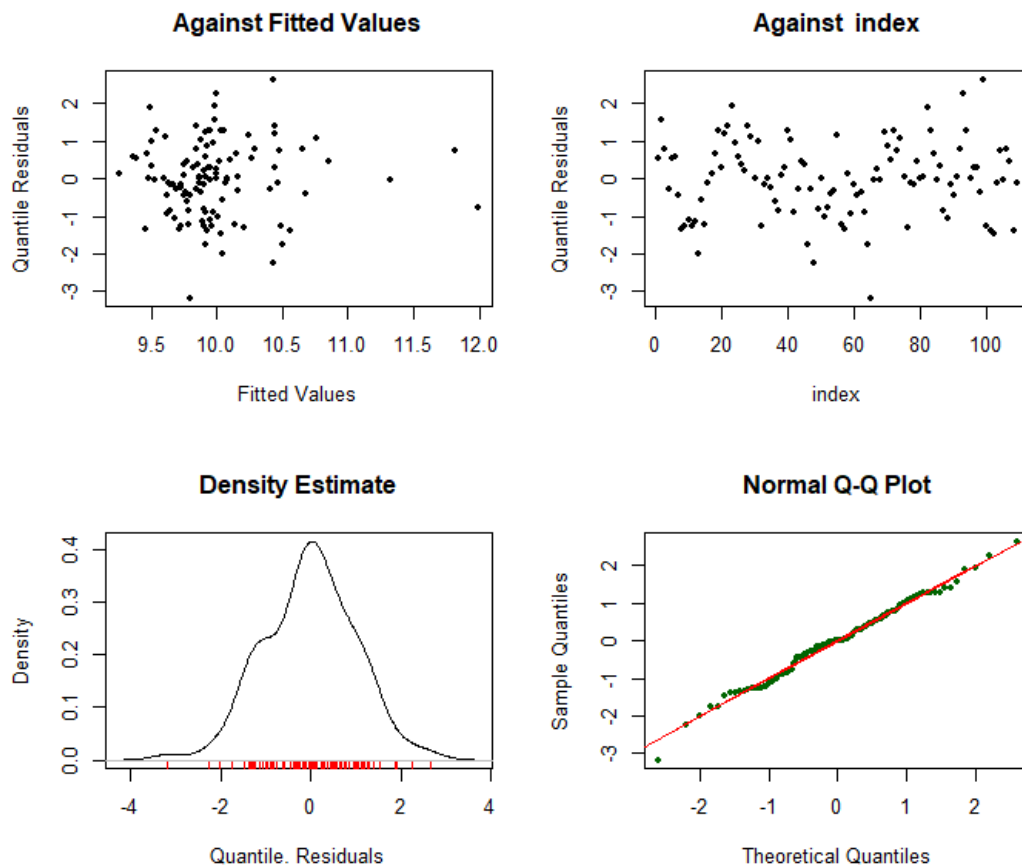 Against Fitted Values
Quantile Residuals
2
1
0
-1
-2
-3
9.5 10.0 10.5 11.0 11.5 12.0
Fitted Values
Against index
Quantile Residuals
2
1
0
-1
-2
-3
0 20 40 60 80 100
index
Density Estimate
Density
0.4
0.3
0.2
0.1
0.0
-4 -2 0 2 4
Quantile. Residuals
Normal Q-Q Plot
Sample Quantiles
2
1
0
-1
-2
-3
-2 -1 0 1 2
Theoretical Quantiles